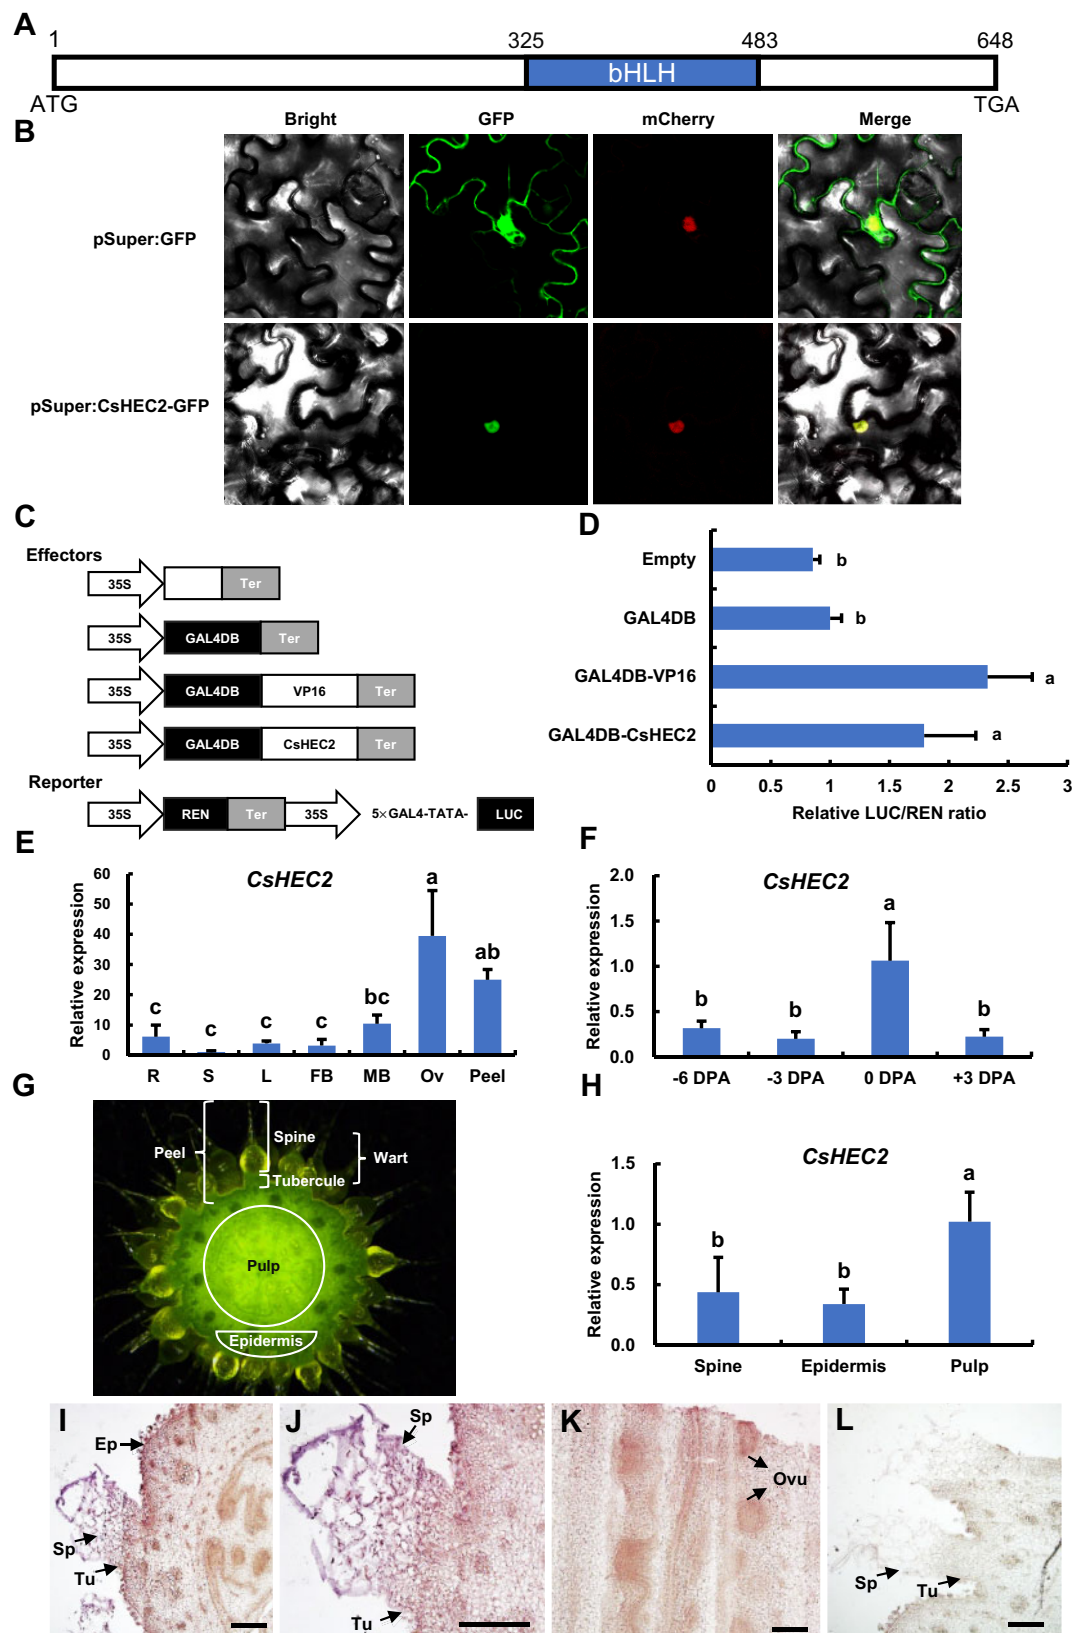 A
1 325 483 648
bHLH
ATG TGA
B
Bright GFP mCherry Merge
pSuper:GFP
pSuper:CsHEC2-GFP
C
Effectors
35S Ter
35S GAL4DB Ter
35S GAL4DB VP16 Ter
35S GAL4DB CsHEC2 Ter
Reporter
35S REN Ter 35S 5×GAL4-TATA- LUC
D
Empty b
GAL4DB b
GAL4DB-VP16 a
GAL4DB-CsHEC2 a
0 0.5 1 1.5 2 2.5 3
Relative LUC/REN ratio
E
CsHEC2
Relative expression
60
50
40
30
20
10
0
c c c c bc a ab
R S L FB MB Ov Peel
F
CsHEC2
Relative expression
2.0
1.5
1.0
0.5
0.0
b b a b
-6 DPA -3 DPA 0 DPA +3 DPA
G
Peel
Spine
Tubercule
Wart
Pulp
Epidermis
H
CsHEC2
Relative expression
1.5
1.0
0.5
0.0
b b a
Spine Epidermis Pulp
I
Ep
Sp
Tu
J
Sp
Tu
K
Ovu
L
Sp
Tu